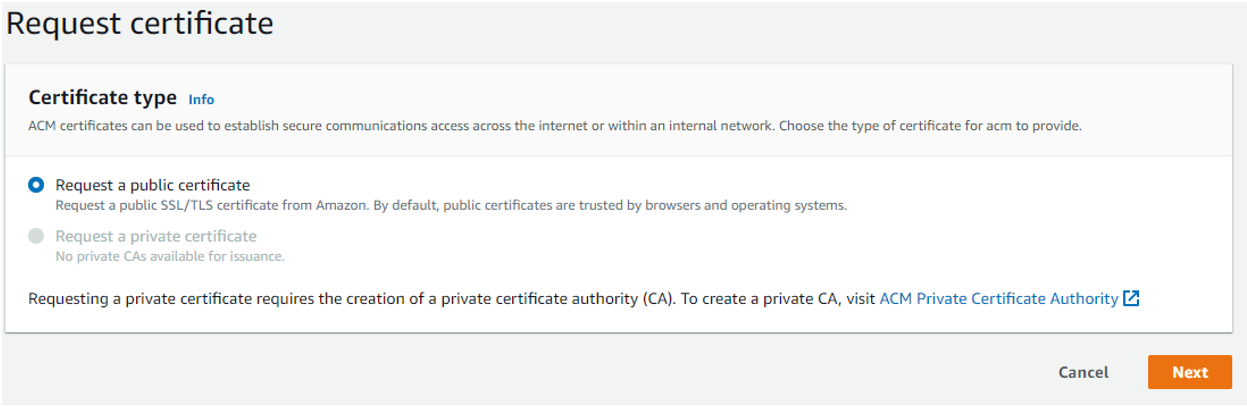 Request certificate
Certificate type Info
ACM certificates can be used to establish secure communications access across the internet or within an internal network. Choose the type of certificate for acm to provide.
Request a public certificate
Request a public SSL/TLS certificate from Amazon. By default, public certificates are trusted by browsers and operating systems.
Request a private certificate
No private CAs available for issuance.
Requesting a private certificate requires the creation of a private certificate authority (CA). To create a private CA, visit ACM Private Certificate Authority
Cancel Next